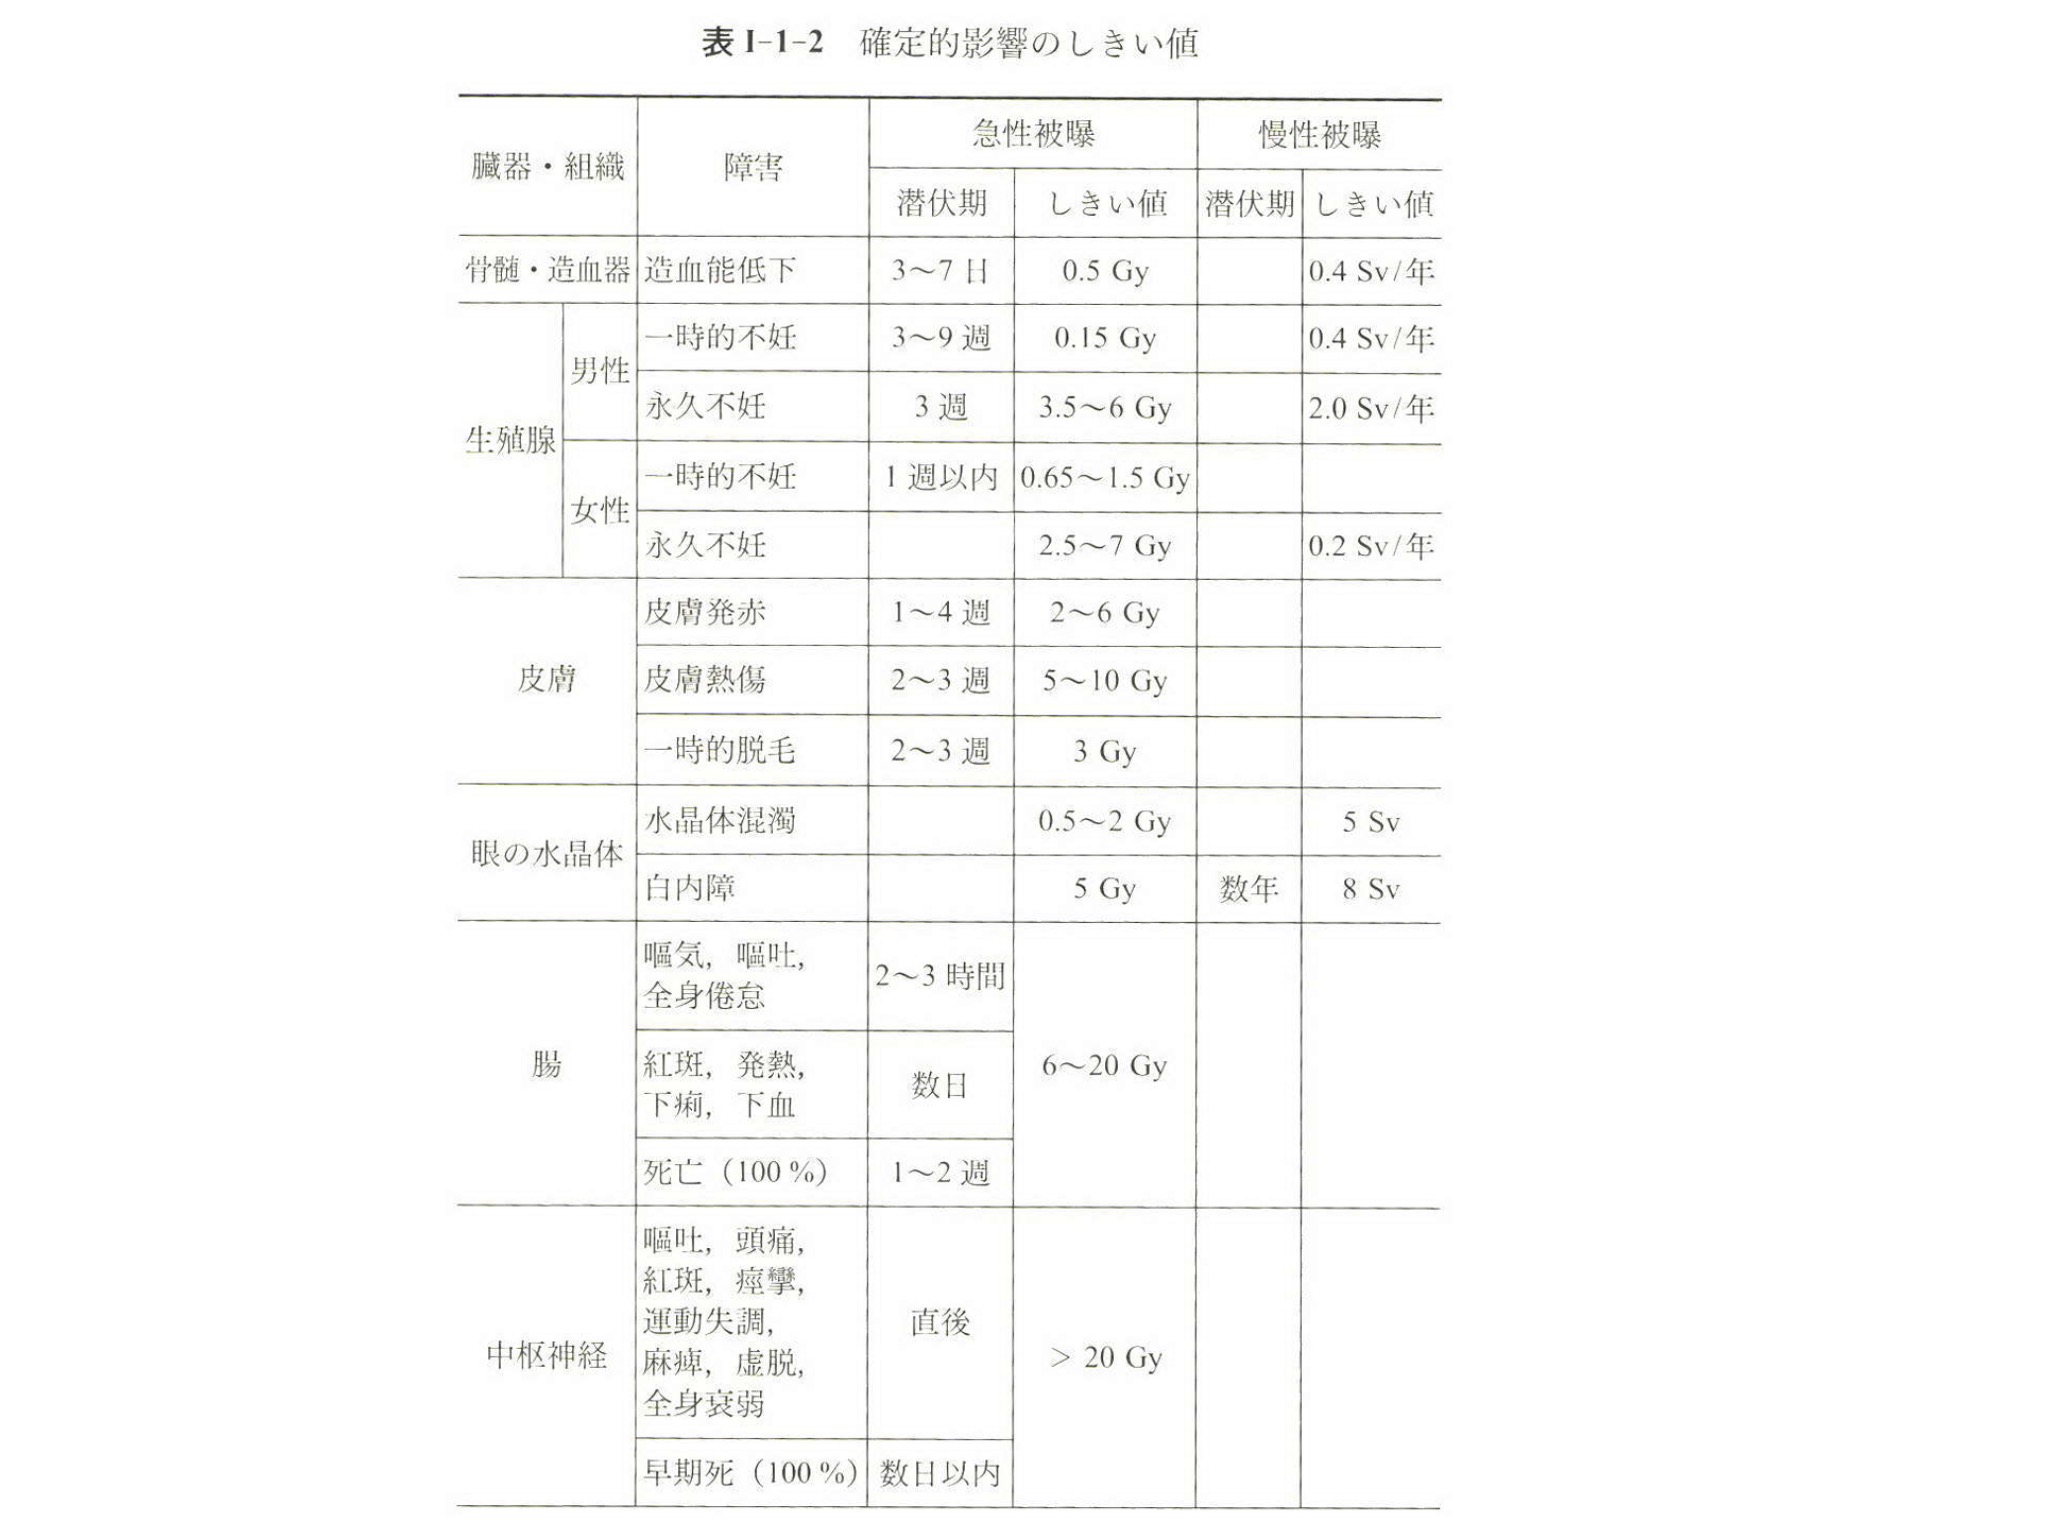 表 I-1-2 確定的影響のしきい値
臓器・組織 障害 急性被曝 慢性被曝
潜伏期 しきい値 潜伏期 しきい値
骨髄・造血器 造血能低下 3〜7 日 0.5 Gy 0.4 Sv/年
生殖腺 男性 一時的不妊 3〜9 週 0.15 Gy 0.4 Sv/年
永久不妊 3 週 3.5〜6 Gy 2.0 Sv/年
女性 一時的不妊 1 週以内 0.65〜1.5 Gy
永久不妊 2.5〜7 Gy 0.2 Sv/年
皮膚 皮膚発赤 1〜4 週 2〜6 Gy
皮膚熱傷 2〜3 週 5〜10 Gy
一時的脱毛 2〜3 週 3 Gy
眼の水晶体 水晶体混濁 0.5〜2 Gy 5 Sv
白内障 5 Gy 数年 8 Sv
腸 嘔気，嘔吐，
全身倦怠 2〜3 時間 6〜20 Gy
紅斑，発熱，
下痢，下血 数日
死亡（100 %） 1〜2 週
中枢神経 嘔吐，頭痛，
紅斑，痙攣，
運動失調，
麻痺，虚脱，
全身衰弱 直後 > 20 Gy
早期死（100 %） 数日以内